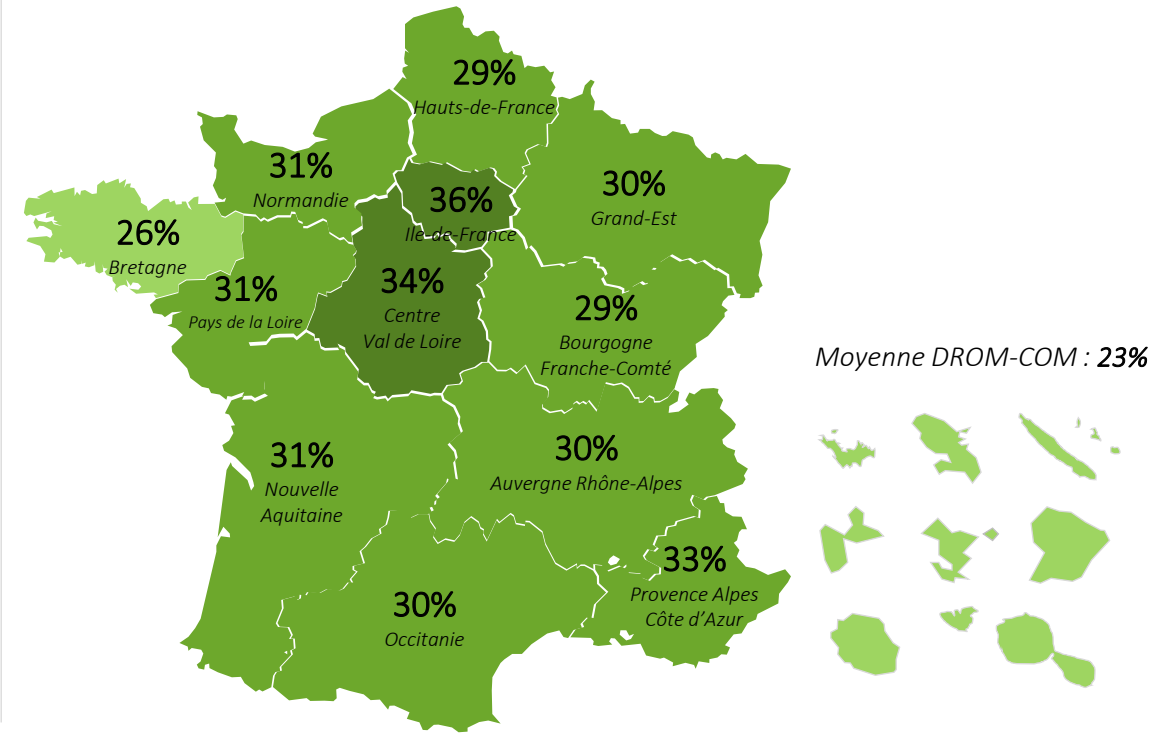 29%
Hauts-de-France
31%
Normandie
36%
Ile-de-France
30%
Grand-Est
26%
Bretagne
31%
Pays de la Loire
34%
Centre
Val de Loire
29%
Bourgogne
Franche-Comté
Moyenne DROM-COM : 23%
31%
Nouvelle
Aquitaine
30%
Auvergne Rhône-Alpes
33%
Provence Alpes
Côte d’Azur
30%
Occitanie